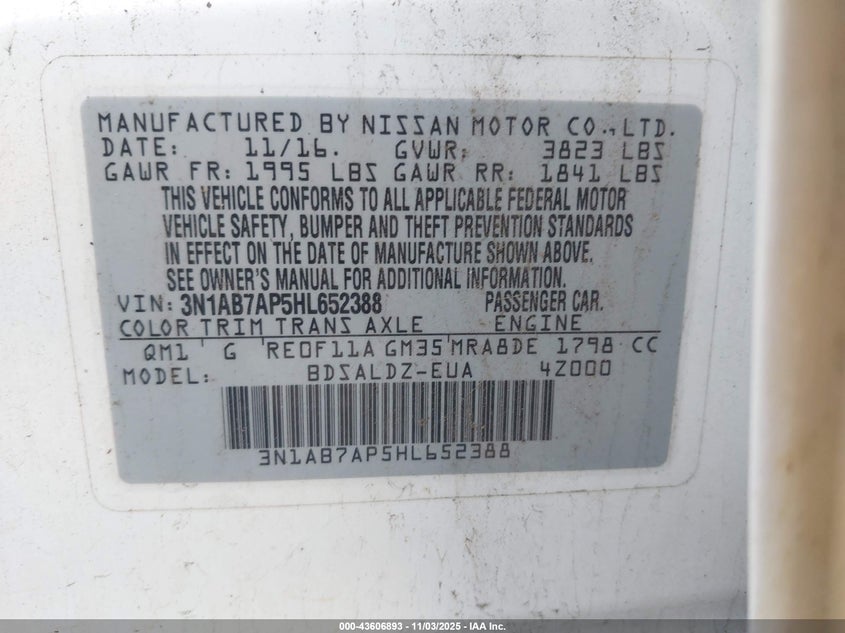 MANUFACTURED BY NISSAN MOTOR CO., LTD.
DATE: 11/16. GVWR: 3823 LBS
GAWR FR: 1995 LBS GAWR RR: 1841 LBS
THIS VEHICLE CONFORMS TO ALL APPLICABLE FEDERAL MOTOR
VEHICLE SAFETY, BUMPER AND THEFT PREVENTION STANDARDS
IN EFFECT ON THE DATE OF MANUFACTURE SHOWN ABOVE.
SEE OWNER'S MANUAL FOR ADDITIONAL INFORMATION.
VIN: 3N1AB7AP5HL652388 PASSENGER CAR.
COLOR TRIM TRANS AXLE ENGINE
QM1 G RE0F11A GM35 MRA8DE 1798 CC
MODEL: BDSALDZ-EUA 4Z000
3N1AB7AP5HL652388
000-43606893 - 11/03/2025 - IAA Inc.